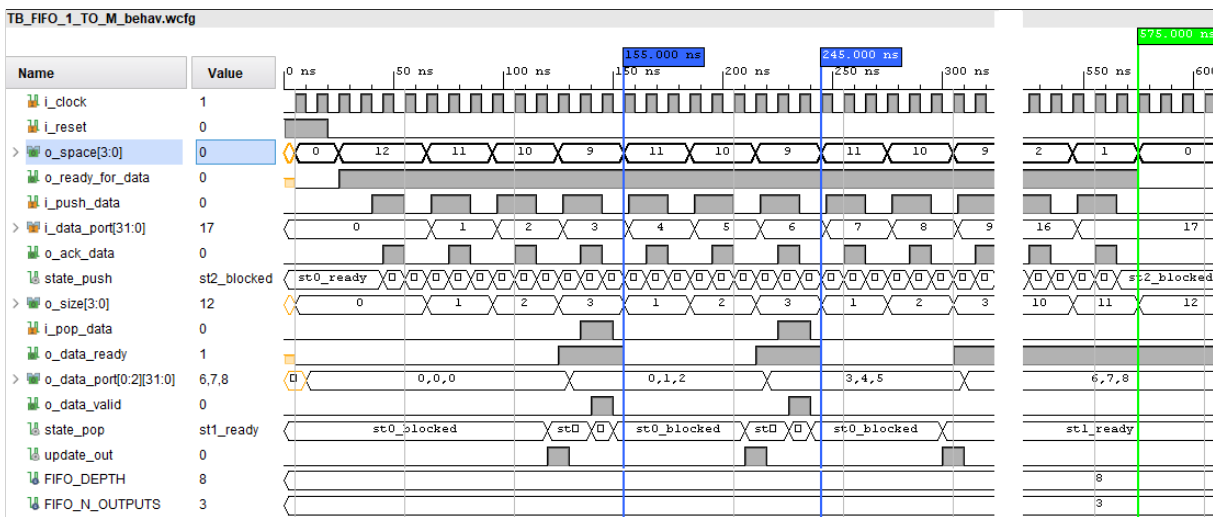 TB_FIFO_1_TO_M_behav.wcfg
575.000 ns
155.000 ns 245.000 ns
Name Value 0 ns 50 ns 100 ns 150 ns 200 ns 250 ns 300 ns 550 ns
i_clock 1
i_reset 0
o_space[3:0] 0 0 12 11 10 9 11 10 9 11 10 9 2 1 0
o_ready_for_data 0
i_push_data 0
i_data_port[31:0] 17 0 1 2 3 4 5 6 7 8 9 16 17
o_ack_data 0
state_push st2_blocked st0_ready st2_blocked
o_size[3:0] 12 0 1 2 3 1 2 3 1 2 3 10 11 12
i_pop_data 0
o_data_ready 1
o_data_port[0:2][31:0] 6,7,8 0,0,0 0,1,2 3,4,5 6,7,8
o_data_valid 0
state_pop st1_ready st0_blocked st0_blocked st0_blocked st1_ready
update_out 0
FIFO_DEPTH 8 8
FIFO_N_OUTPUTS 3 3